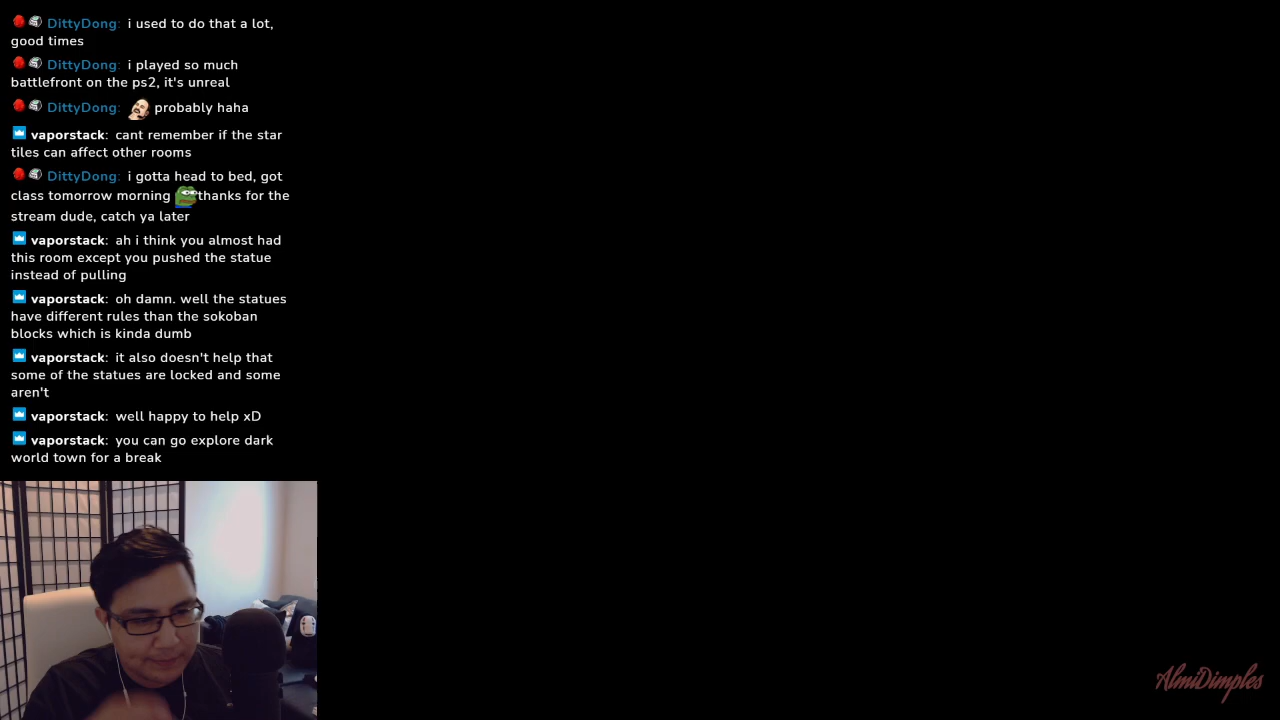 DittyDong: i used to do that a lot,
good times
DittyDong: i played so much
battlefront on the ps2, it's unreal
DittyDong: probably haha
vaporstack: cant remember if the star
tiles can affect other rooms
DittyDong: i gotta head to bed, got
class tomorrow morning thanks for the
stream dude, catch ya later
vaporstack: ah i think you almost had
this room except you pushed the statue
instead of pulling
vaporstack: oh damn. well the statues
have different rules than the sokoban
blocks which is kinda dumb
vaporstack: it also doesn't help that
some of the statues are locked and some
aren't
vaporstack: well happy to help xD
vaporstack: you can go explore dark
world town for a break
AlmiDimples